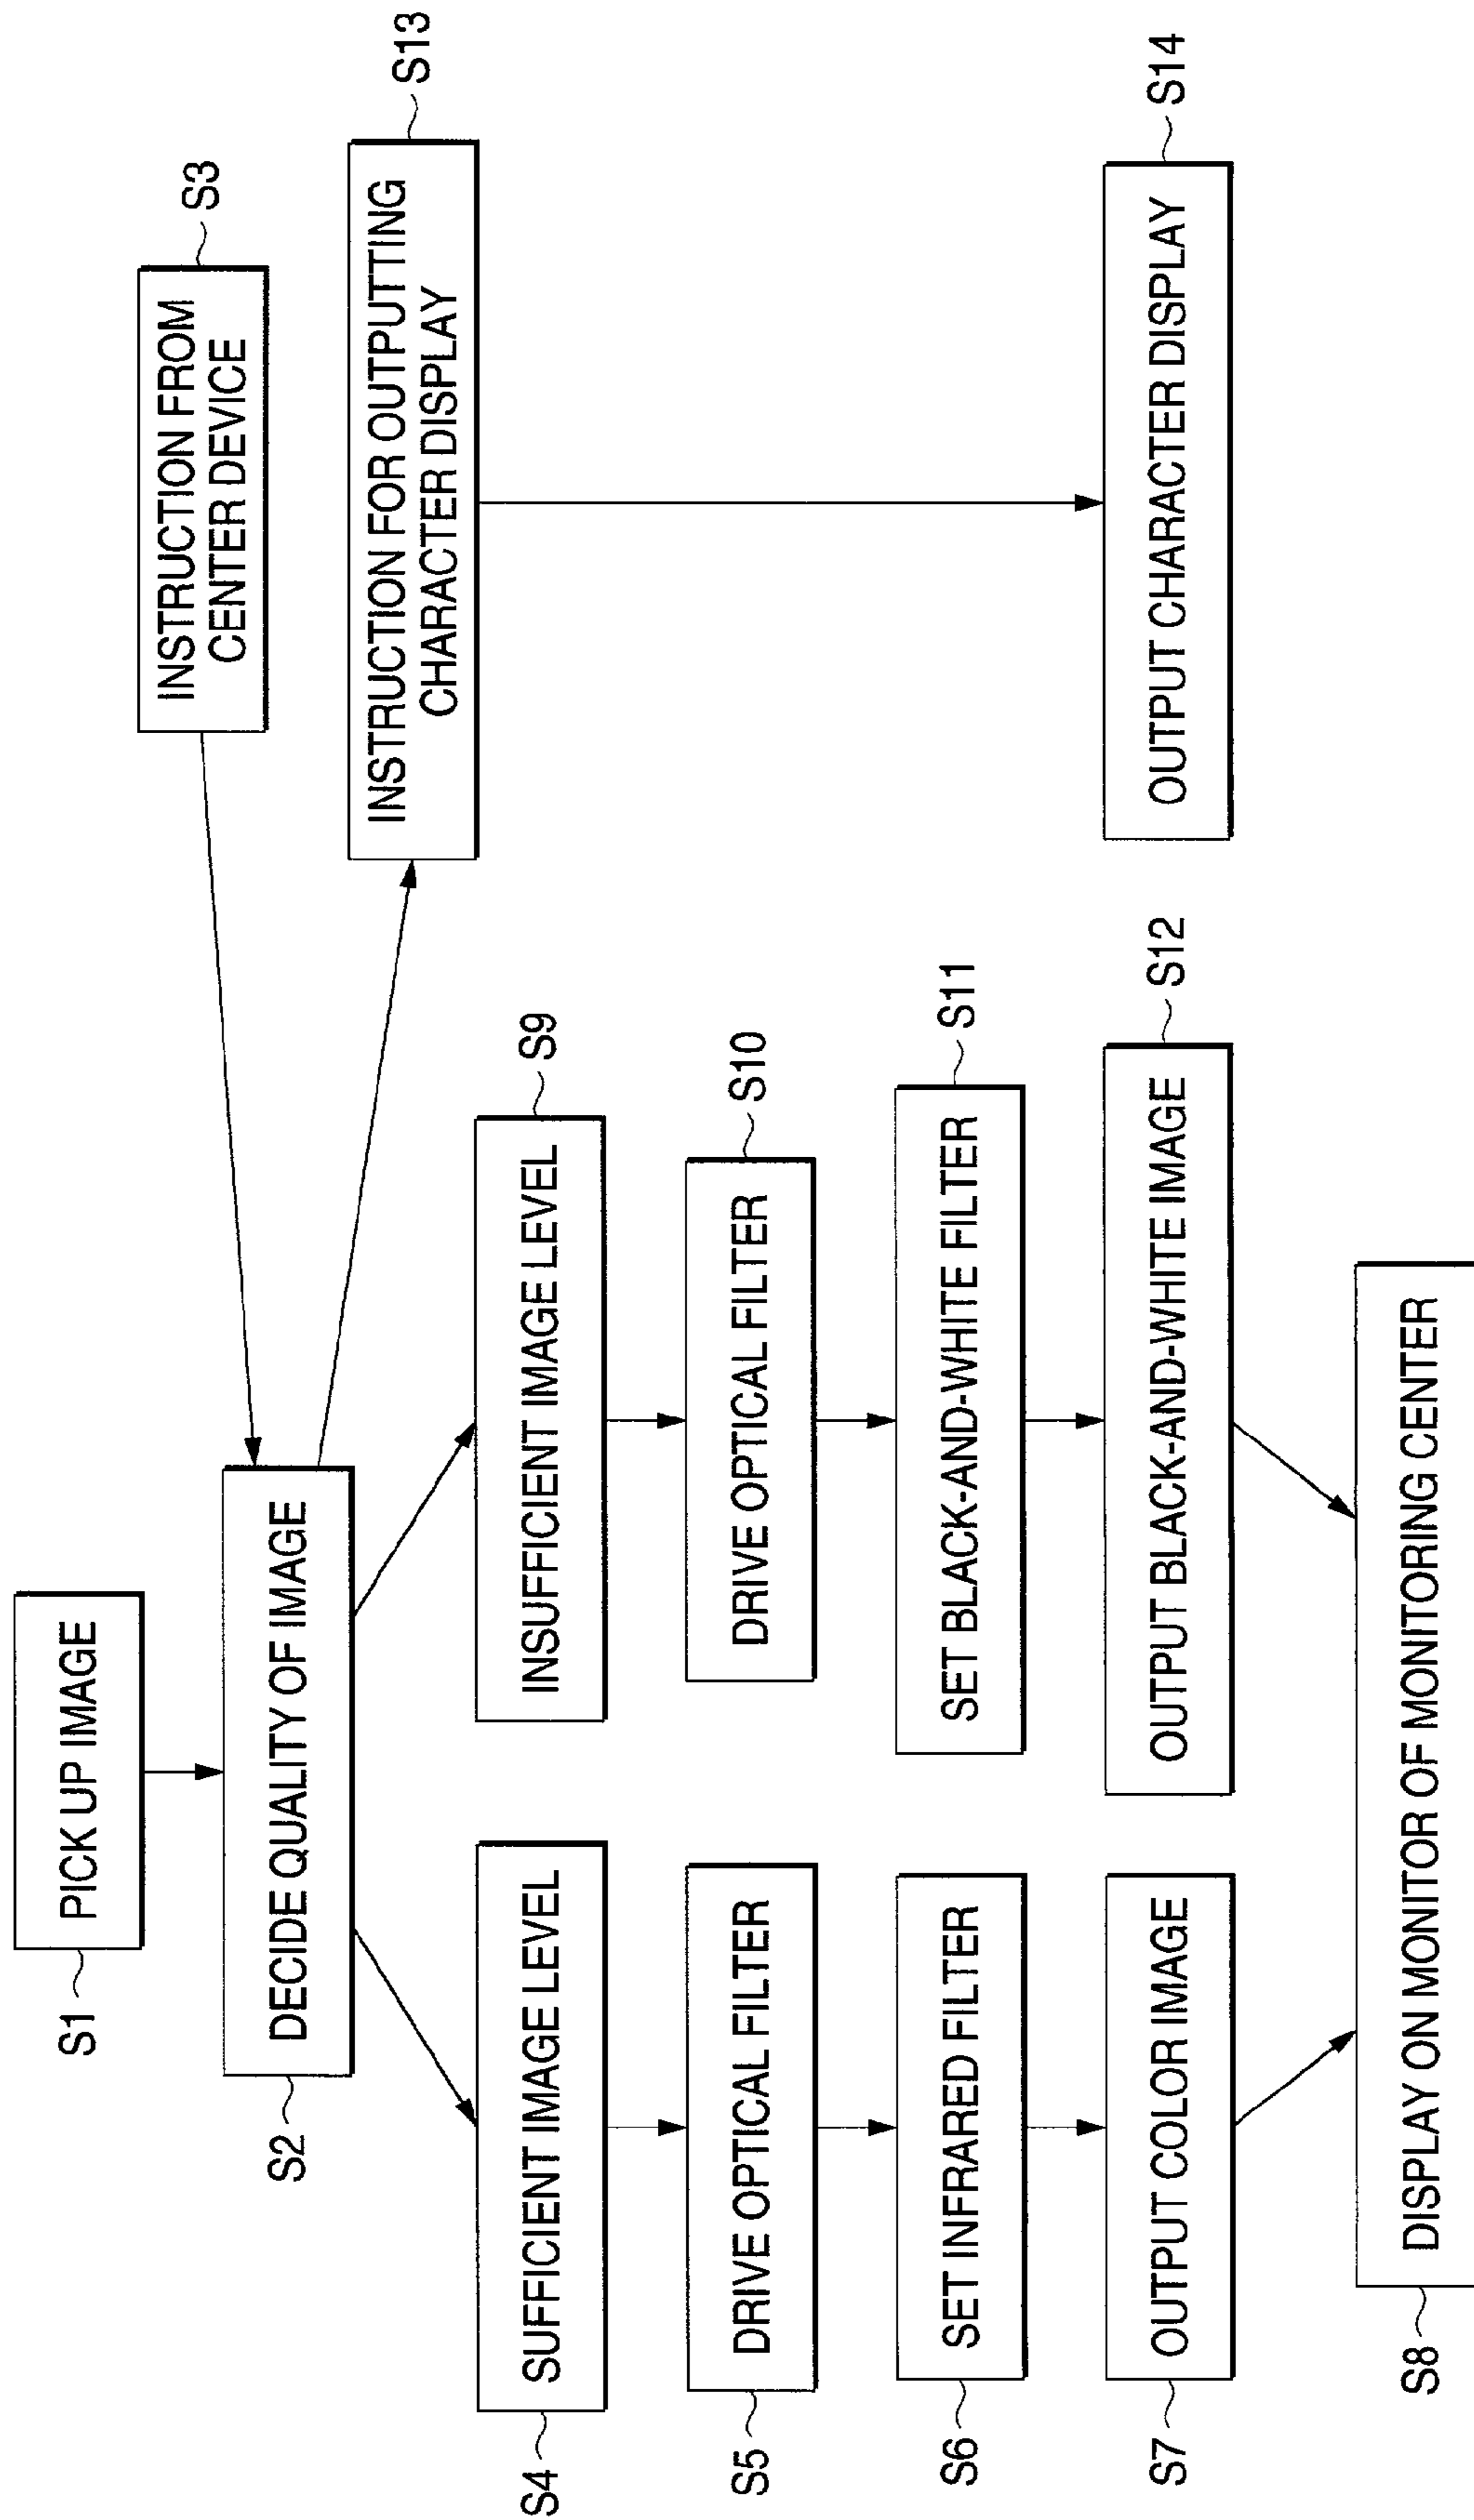 S1
PICK UP IMAGE
S2
DECIDE QUALITY OF IMAGE
INSTRUCTION FROM
CENTER DEVICE
S3
S4
SUFFICIENT IMAGE LEVEL
S5
DRIVE OPTICAL FILTER
S6
SET INFRARED FILTER
S7
OUTPUT COLOR IMAGE
S8
DISPLAY ON MONITOR OF MONITORING CENTER
INSUFFICIENT IMAGE LEVEL
S9
DRIVE OPTICAL FILTER
S10
SET BLACK-AND-WHITE FILTER
S11
OUTPUT BLACK-AND-WHITE IMAGE
S12
INSTRUCTION FOR OUTPUTTING
CHARACTER DISPLAY
S13
OUTPUT CHARACTER DISPLAY
S14